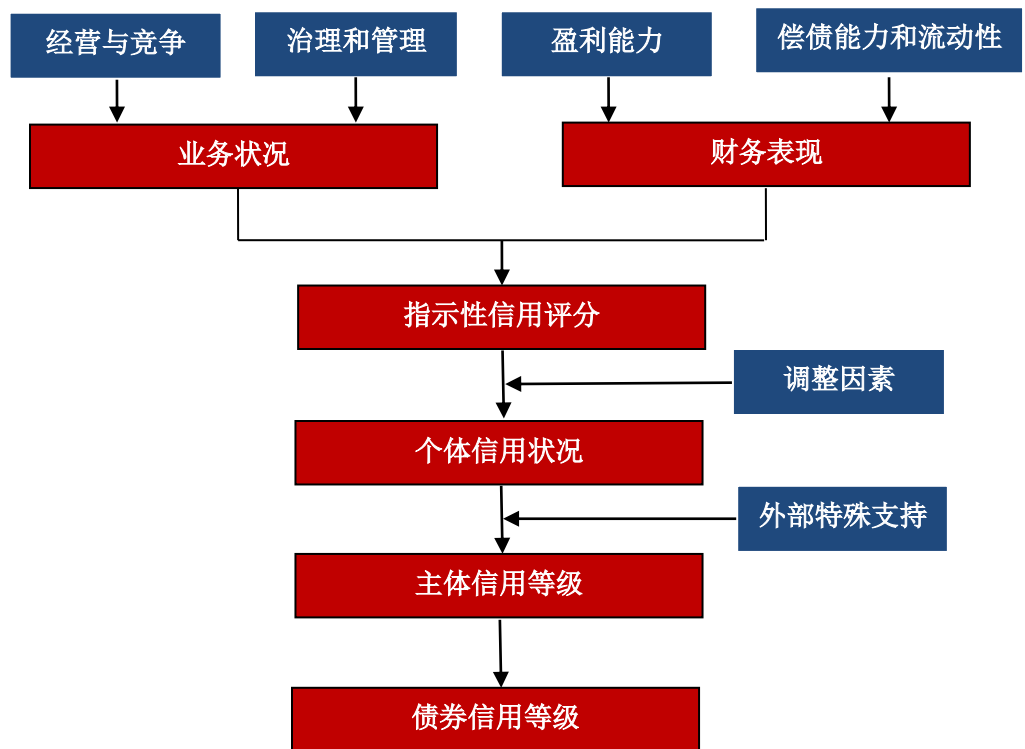 经营与竞争
治理和管理
盈利能力
偿债能力和流动性
业务状况
财务表现
指示性信用评分
调整因素
个体信用状况
外部特殊支持
主体信用等级
债券信用等级